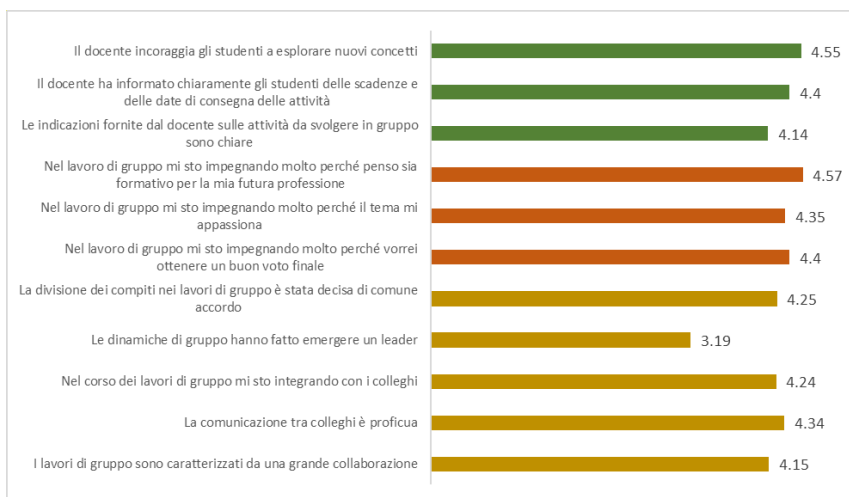 Il docente incoraggia gli studenti a esplorare nuovi concetti
4.55
Il docente ha informato chiaramente gli studenti delle scadenze e
delle date di consegna delle attività
4.4
Le indicazioni fornite dal docente sulle attività da svolgere in gruppo
sono chiare
4.14
Nel lavoro di gruppo mi sto impegnando molto perché penso sia
formativo per la mia futura professione
4.57
Nel lavoro di gruppo mi sto impegnando molto perché il tema mi
appassiona
4.35
Nel lavoro di gruppo mi sto impegnando molto perché vorrei
ottenere un buon voto finale
4.4
La divisione dei compiti nei lavori di gruppo è stata decisa di comune
accordo
4.25
Le dinamiche di gruppo hanno fatto emergere un leader
3.19
Nel corso dei lavori di gruppo mi sto integrando con i colleghi
4.24
La comunicazione tra colleghi è proficua
4.34
I lavori di gruppo sono caratterizzati da una grande collaborazione
4.15